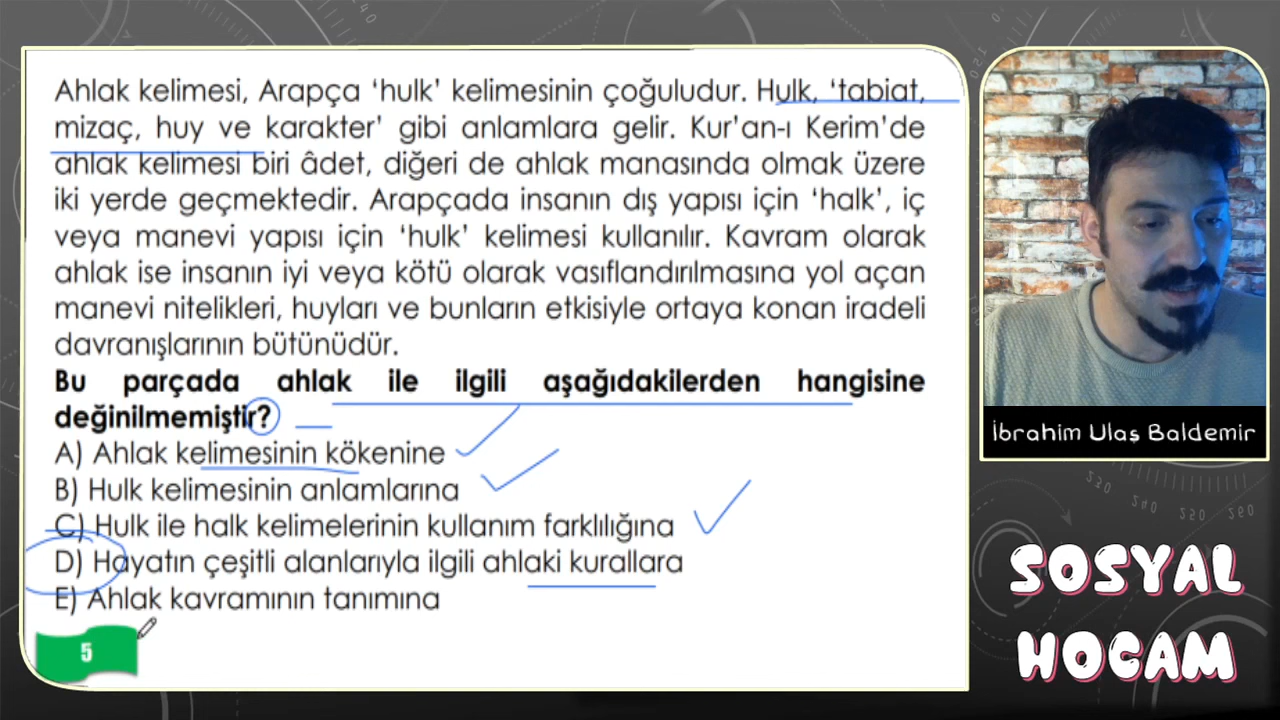 Ahlak kelimesi, Arapça ‘hulk’ kelimesinin çoğuludur. Hulk, ‘tabiat,
mizaç, huy ve karakter’ gibi anlamlara gelir. Kur’an-ı Kerim’de
ahlak kelimesi biri âdet, diğeri de ahlak manasında olmak üzere
iki yerde geçmektedir. Arapçada insanın dış yapısı için ‘halk’, iç
veya manevi yapısı için ‘hulk’ kelimesi kullanılır. Kavram olarak
ahlak ise insanın iyi veya kötü olarak vasıflandırılmasına yol açan
manevi nitelikleri, huyları ve bunların etkisiyle ortaya konan iradeli
davranışlarının bütünüdür.
Bu parçada ahlak ile ilgili aşağıdakilerden hangisine
değinilmemiştir?
A) Ahlak kelimesinin kökenine
B) Hulk kelimesinin anlamlarına
C) Hulk ile halk kelimelerinin kullanım farklılığına
D) Hayatın çeşitli alanlarıyla ilgili ahlaki kurallara
E) Ahlak kavramının tanımına
5
İbrahim Ulaş Baldemir
SOSYAL
HOCAM